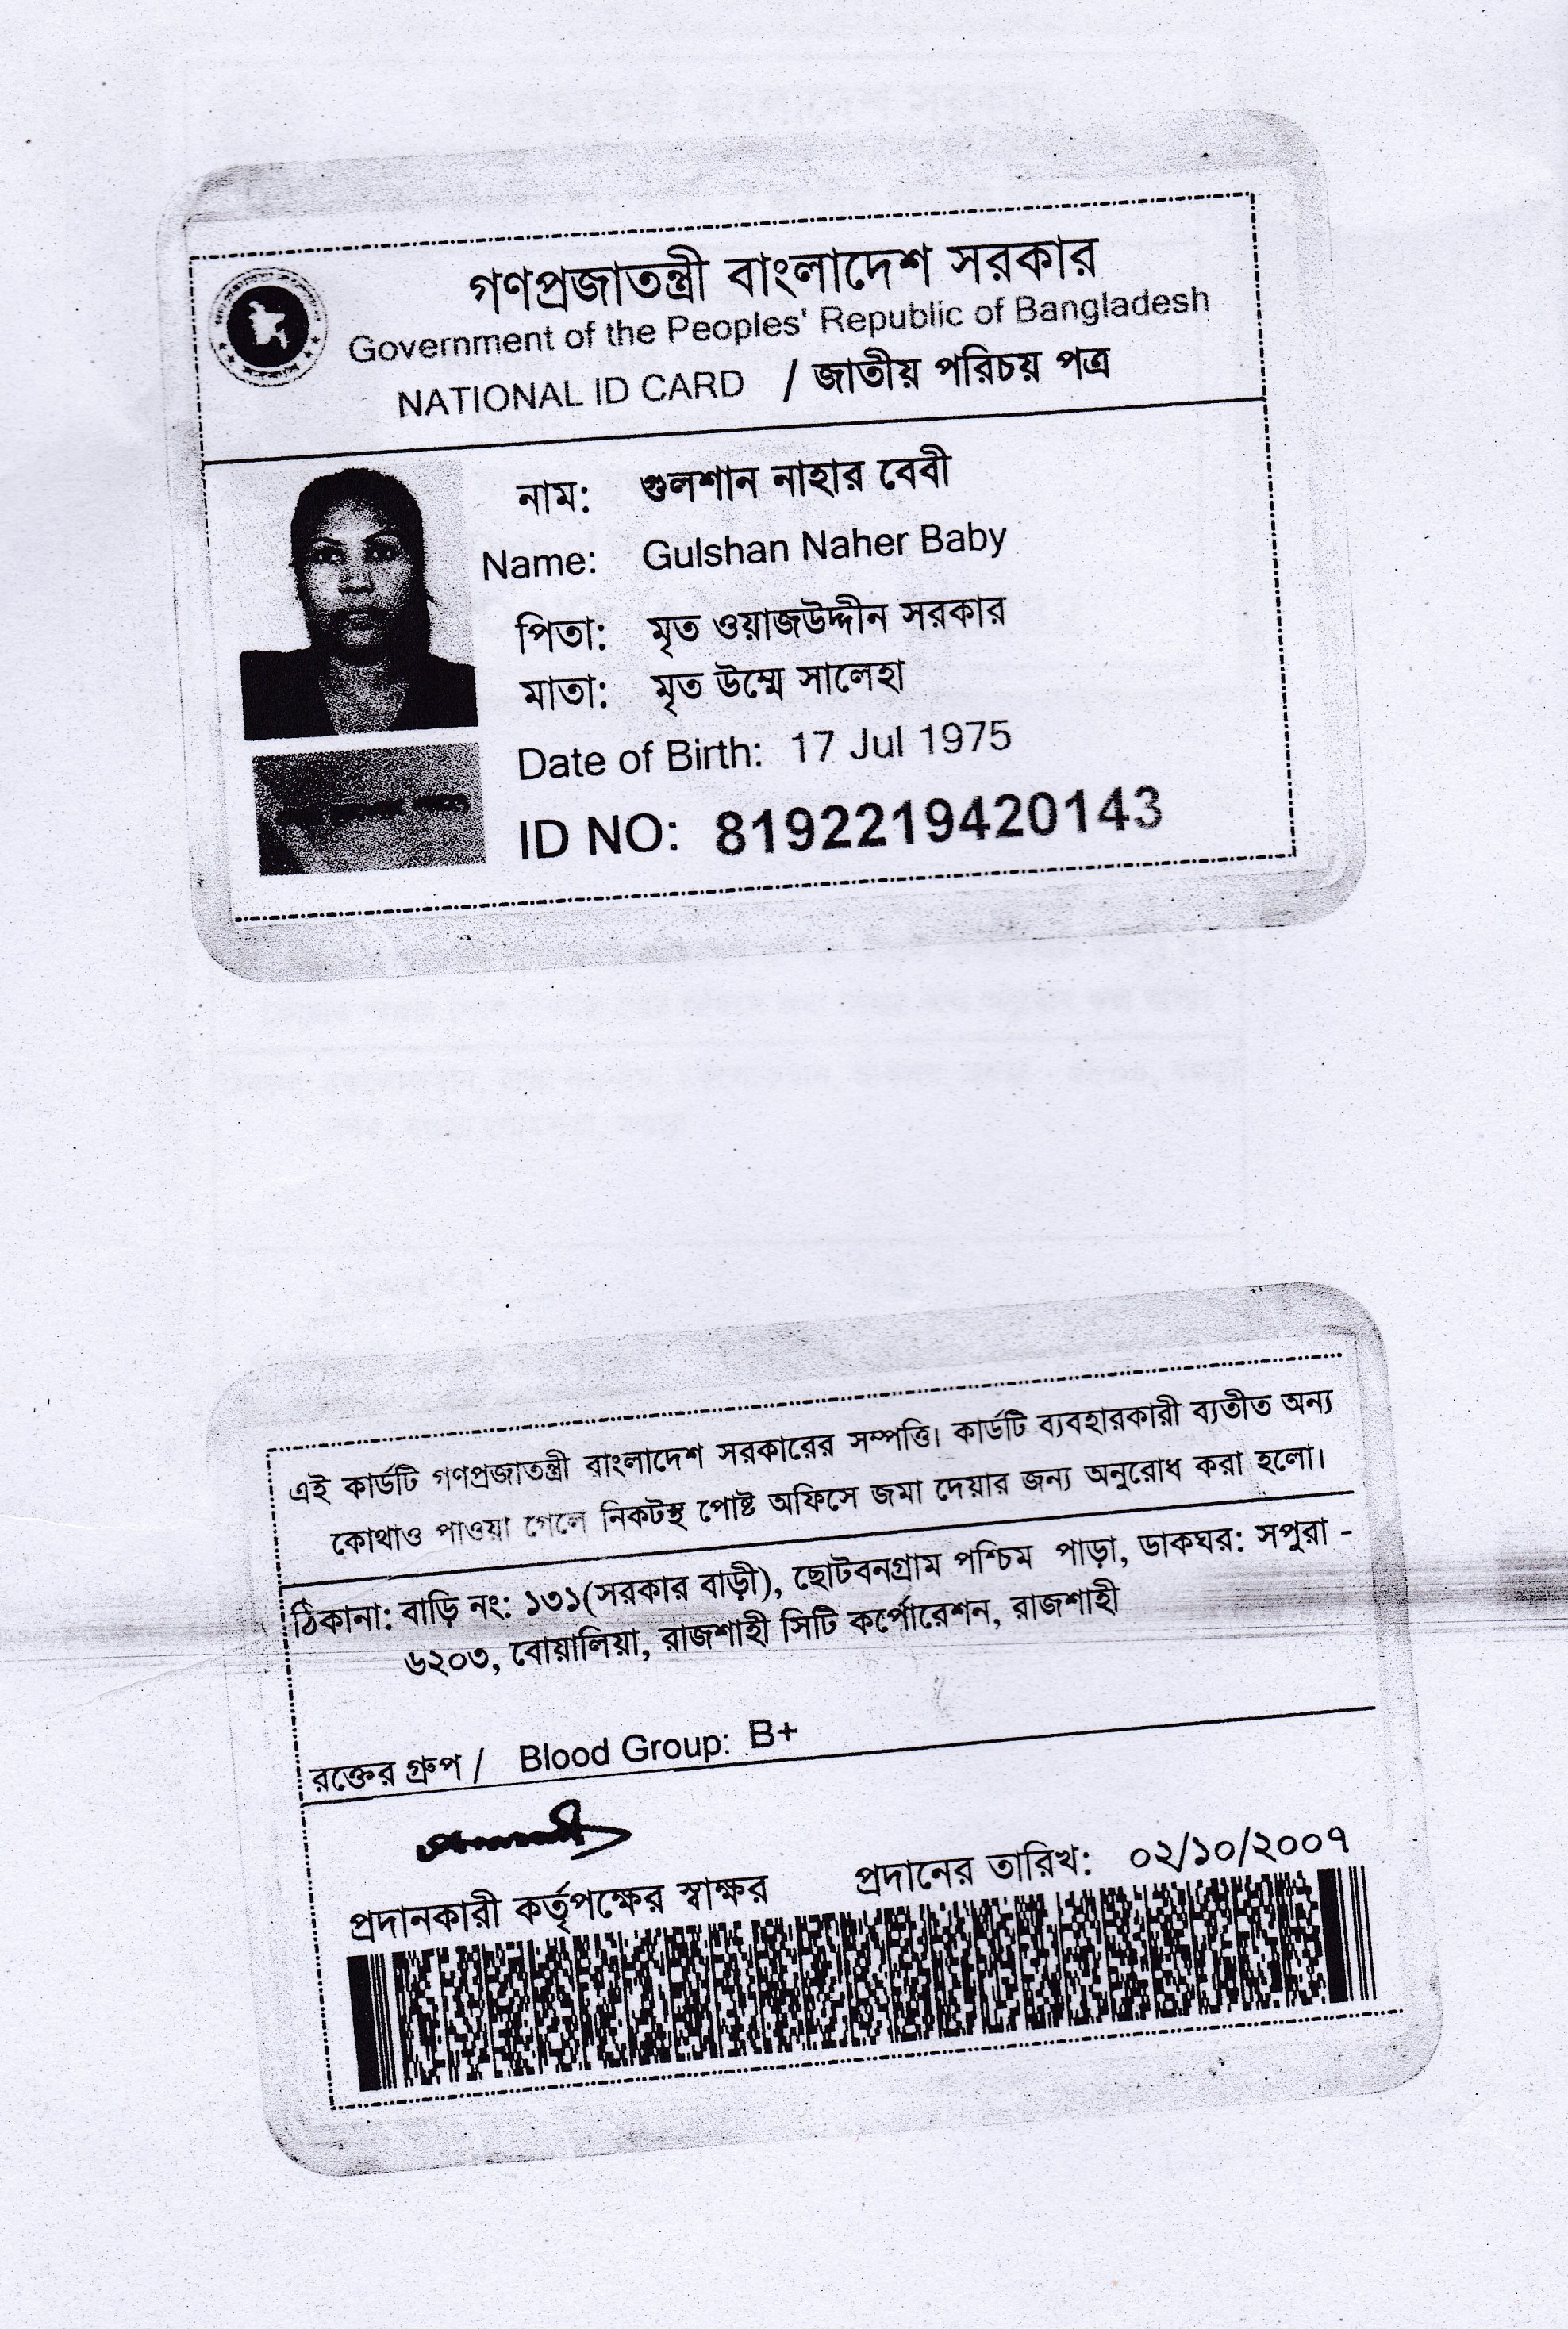 গণপ্রজাতন্ত্রী বাংলাদেশ সরকার
Government of the Peoples' Republic of Bangladesh
NATIONAL ID CARD / জাতীয় পরিচয় পত্র
নাম: গুলশান নাহার বেবী
Name: Gulshan Naher Baby
পিতা: মৃত ওয়াজউদ্দীন সরকার
মাতা: মৃত উম্মে সালেহা
Date of Birth: 17 Jul 1975
ID NO: 8192219420143
এই কার্ডটি গণপ্রজাতন্ত্রী বাংলাদেশ সরকারের সম্পত্তি। কার্ডটি ব্যবহারকারী ব্যতীত অন্য
কোথাও পাওয়া গেলে নিকটস্থ পোষ্ট অফিসে জমা দেয়ার জন্য অনুরোধ করা হলো।
ঠিকানা: বাড়ি নং: ১৩১(সরকার বাড়ী), ছোটবনগ্রাম পশ্চিম পাড়া, ডাকঘর: সপুরা -
৬২০৩, বোয়ালিয়া, রাজশাহী সিটি কর্পোরেশন, রাজশাহী
রক্তের গ্রুপ / Blood Group: B+
প্রদানকারী কর্তৃপক্ষের স্বাক্ষর প্রদানের তারিখ: ০২/১০/২০০৭